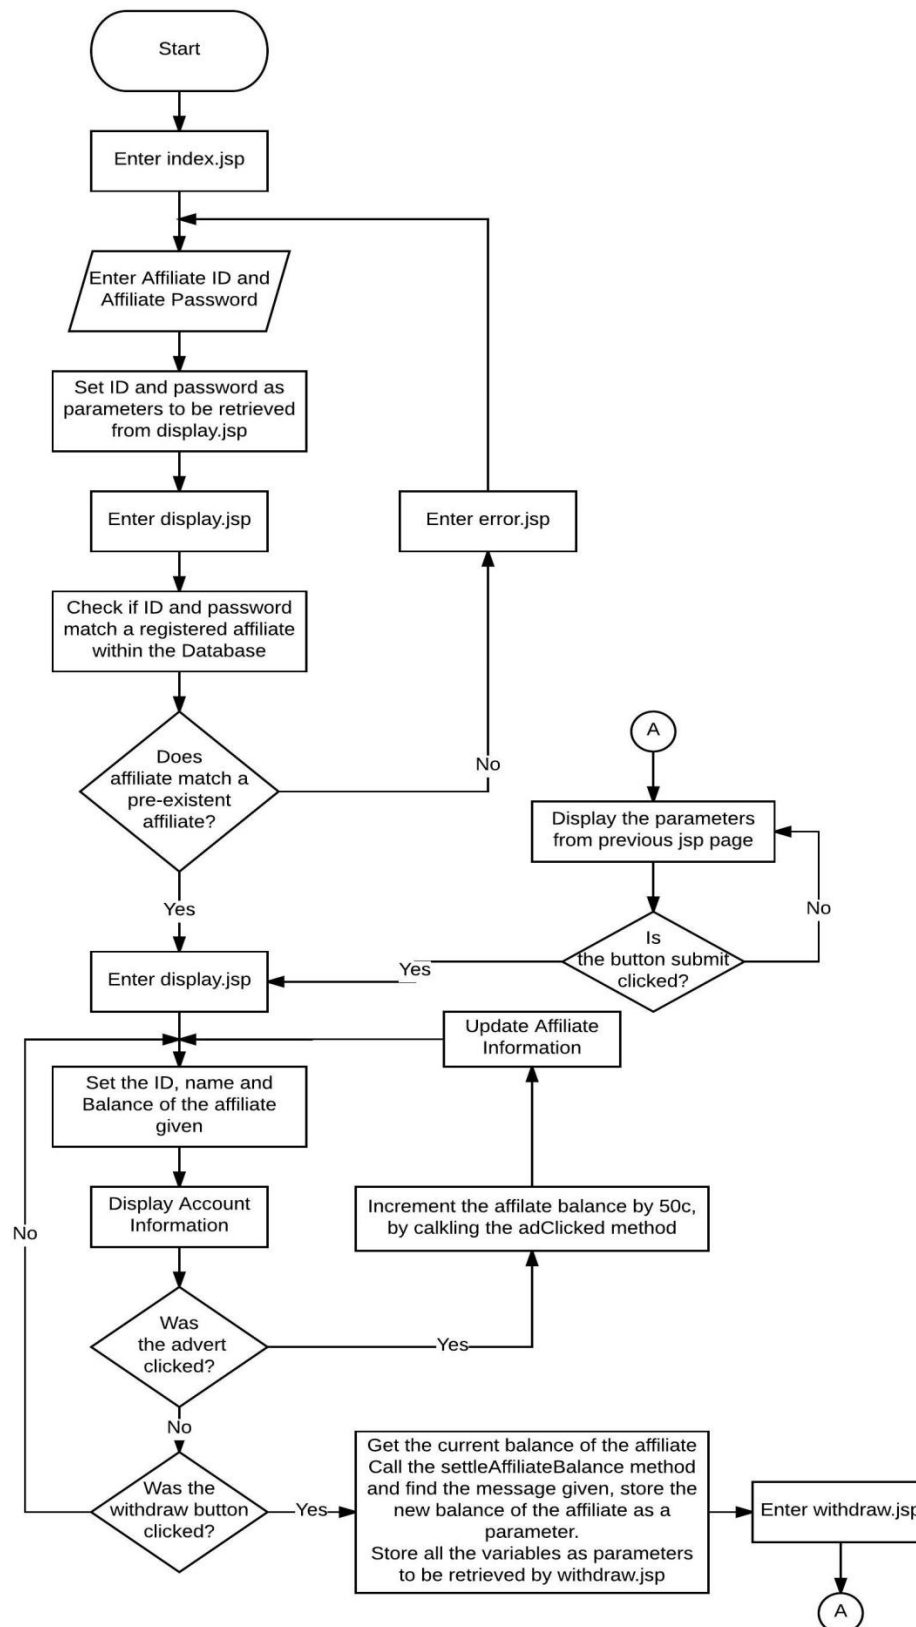 Start
Enter index.jsp
Enter Affiliate ID and
Affiliate Password
Set ID and password as
parameters to be retrieved
from display.jsp
Enter display.jsp
Enter error.jsp
Check if ID and password
match a registered affiliate
within the Database
Does
affiliate match a
pre-existent
affiliate?
No
Yes
A
Display the parameters
from previous jsp page
No
Is
the button submit
clicked?
Yes
Enter display.jsp
Update Affiliate
Information
Set the ID, name and
Balance of the affiliate
given
Display Account
Information
Increment the affilate balance by 50c,
by calkling the adClicked method
No
Was
the advert
clicked?
Yes
No
Was the
withdraw button
clicked?
Yes
Get the current balance of the affiliate
Call the settleAffiliateBalance method
and find the message given, store the
new balance of the affiliate as a
parameter.
Store all the variables as parameters
to be retrieved by withdraw.jsp
Enter withdraw.jsp
A